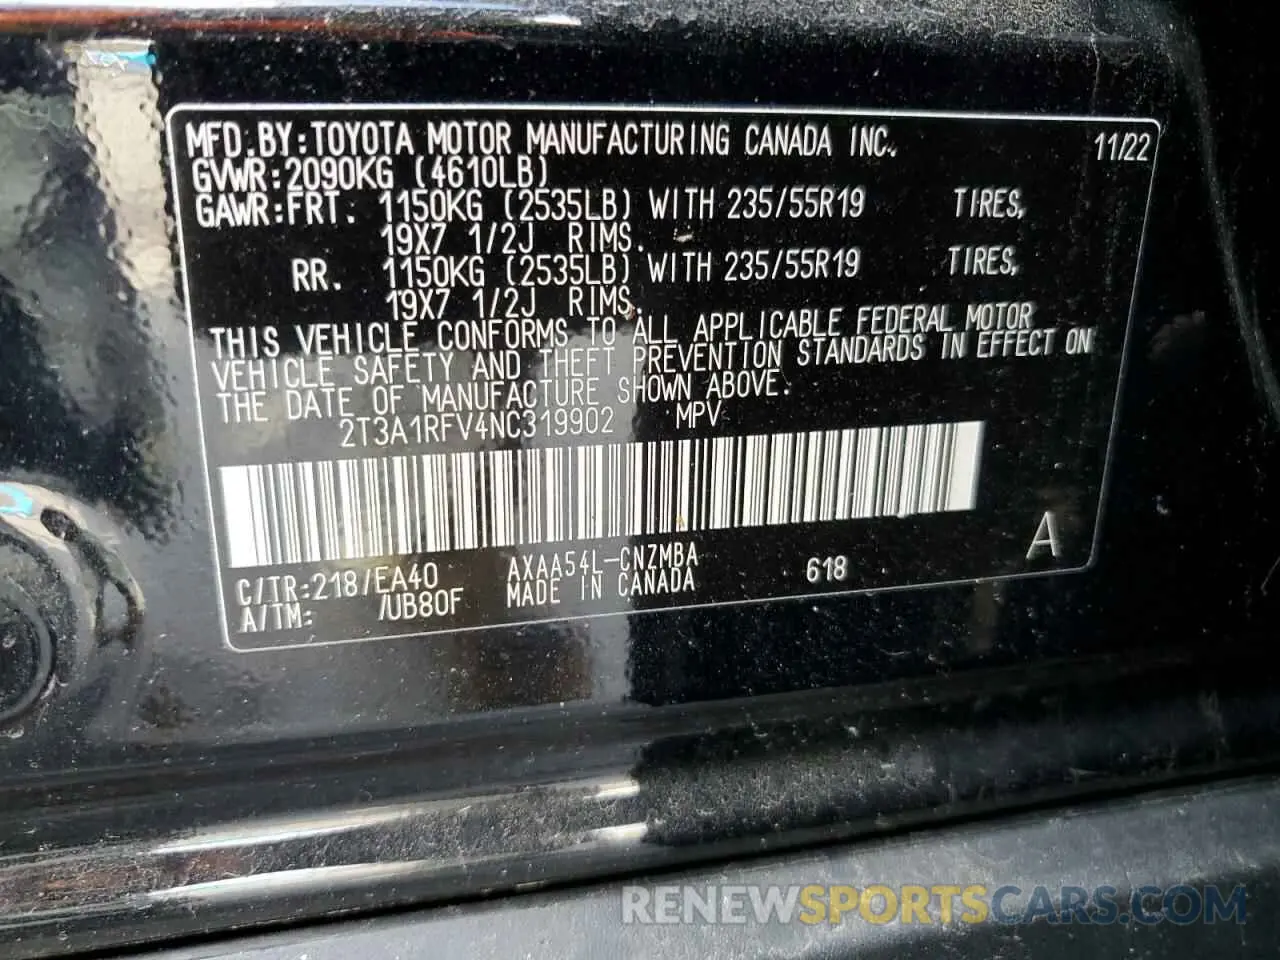 MFD.BY:TOYOTA MOTOR MANUFACTURING CANADA INC. 11/22
GVWR:2090KG (4610LB)
GAWR:FRT. 1150KG (2535LB) WITH 235/55R19 TIRES,
19X7 1/2J RIMS.
RR. 1150KG (2535LB) WITH 235/55R19 TIRES,
19X7 1/2J RIMS.
THIS VEHICLE CONFORMS TO ALL APPLICABLE FEDERAL MOTOR
VEHICLE SAFETY AND THEFT PREVENTION STANDARDS IN EFFECT ON
THE DATE OF MANUFACTURE SHOWN ABOVE.
2T3A1RFV4NC319902 MPV
C/TR:218/EA40 AXAA54L-CNZMBA 618 A
A/TM: /UB80F MADE IN CANADA
RENEWSPORTSCARS.COM